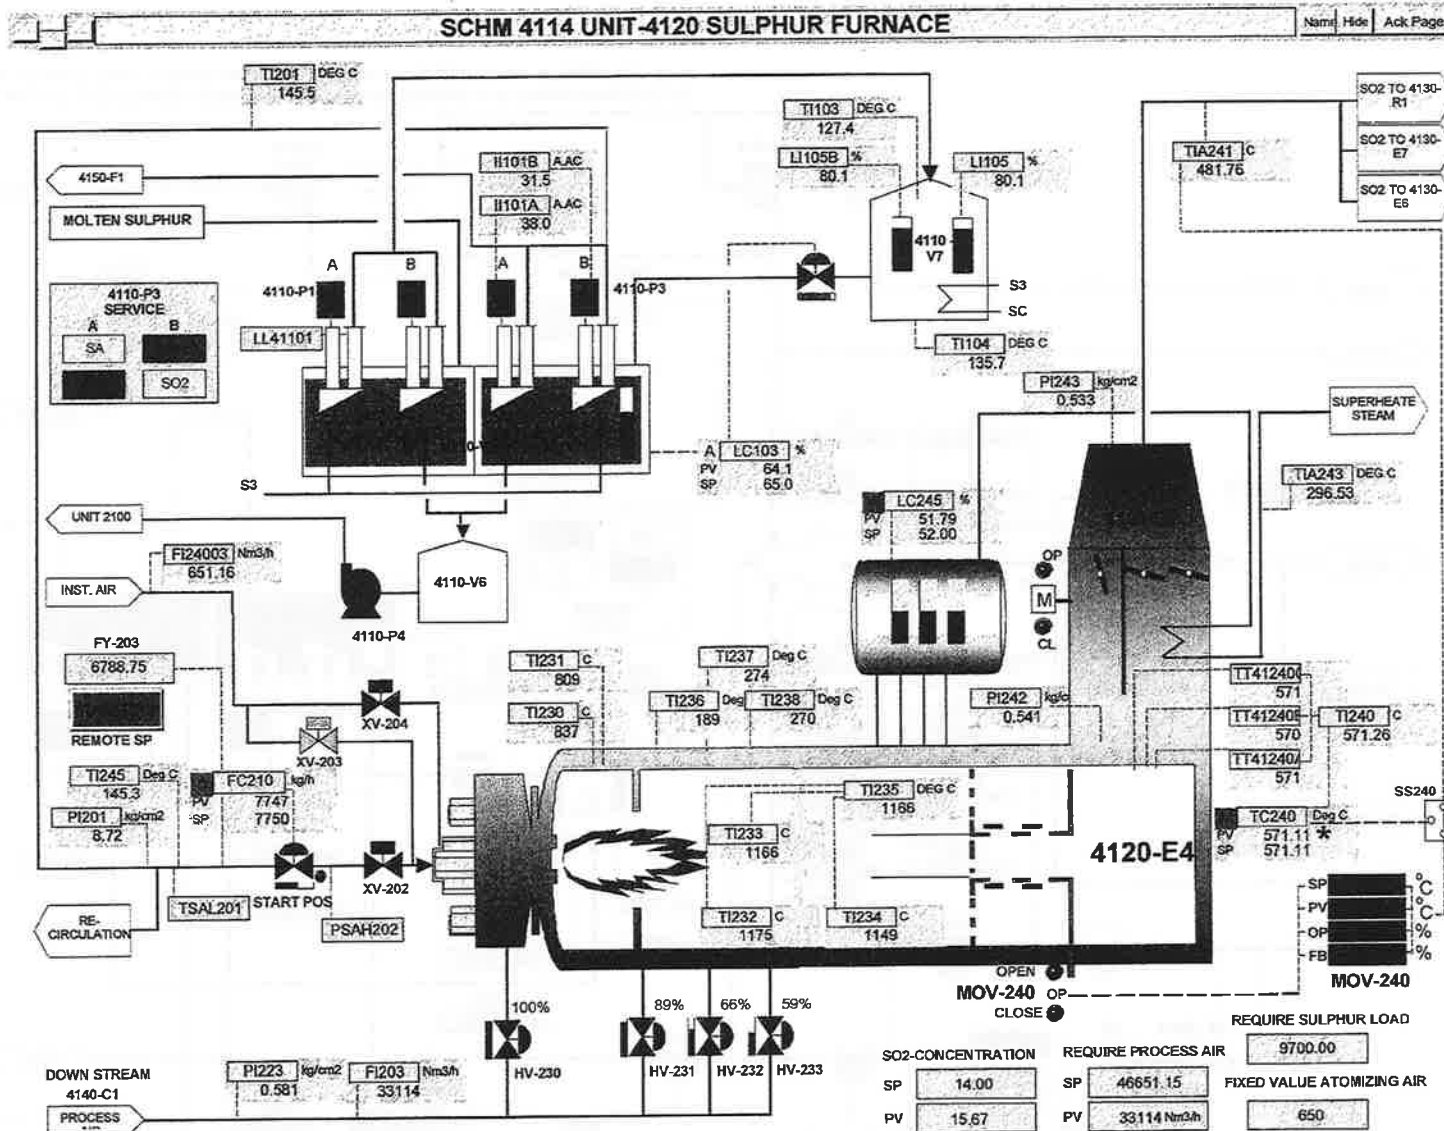 SCHM 4114 UNIT-4120 SULPHUR FURNACE
Name Hide Ack Page
TI201 DEG C
145.5
4150-F1
MOLTEN SULPHUR
II101B A.AC
31.5
II101A A.AC
38.0
TI103 DEG C
127.4
LI105B %
80.1
LI105 %
80.1
4110
V7
S3
SC
TI104 DEG C
135.7
TIA241 C
481.76
SO2 TO 4130-
R1
SO2 TO 4130-
E7
SO2 TO 4130-
E6
4110-P3
SERVICE
A B
SA
SO2
A B A B
4110-P1
4110-P3
LL41101
S3
A LC103 %
PV 64.1
SP 65.0
PI243 kg/cm2
0.533
SUPERHEATE
STEAM
TIA243 DEG C
296.53
LC245 %
PV 51.79
SP 52.00
OP
M
CL
UNIT 2100
FI24003 Nm3/h
651.16
INST. AIR
4110-V6
4110-P4
FY-203
6788.75
REMOTE SP
XV-204
XV-203
TI245 Deg C
145.3
PI201 kg/cm2
8.72
FC210 kg/h
PV 7747
SP 7750
XV-202
START POS
TSAL201
PSAH202
RE-
CIRCULATION
TI231 C
809
TI230 C
837
TI237 Deg C
274
TI236 Deg
189
TI238 Deg C
270
PI242 kg/c
0.541
TT41240
571
TT41240
570
TT41240
571
TI240 C
571.26
TI235 DEG C
1166
TI233 C
1166
TI232 C
1175
TI234 C
1149
4120-E4
TC240 Deg C
PV 571.11 *
SP 571.11
SS240
SP °C
PV °C
OP %
FB %
MOV-240
OPEN
MOV-240 OP
CLOSE
100%
HV-230
89%
HV-231
66%
HV-232
59%
HV-233
DOWN STREAM
4140-C1
PROCESS
PI223 kg/cm2
0.581
FI203 Nm3/h
33114
SO2-CONCENTRATION
SP 14.00
PV 15.67
REQUIRE PROCESS AIR
SP 46651.15
PV 33114 Nm3/h
REQUIRE SULPHUR LOAD
9700.00
FIXED VALUE ATOMIZING AIR
650